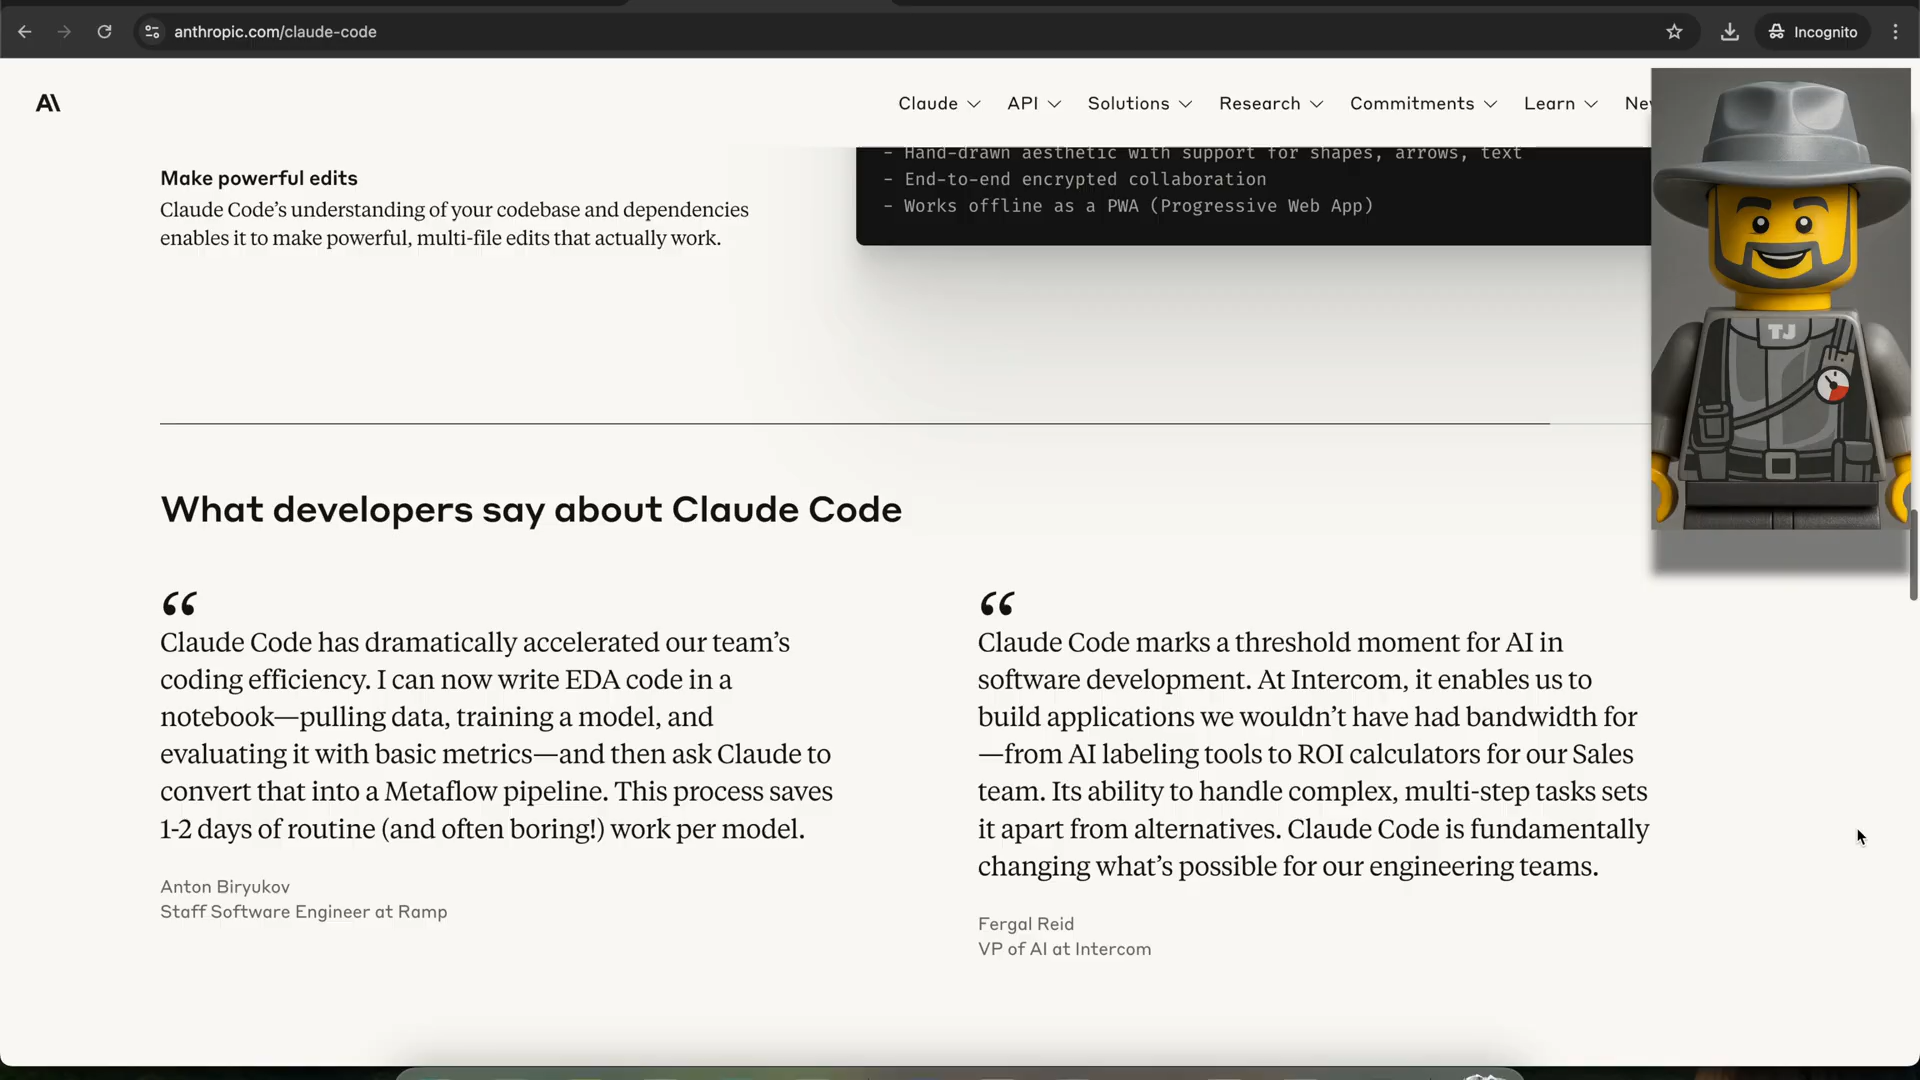 anthropic.com/claude-code
Incognito
A\
Claude
API
Solutions
Research
Commitments
Learn
- Hand-drawn aesthetic with support for shapes, arrows, text
- End-to-end encrypted collaboration
- Works offline as a PWA (Progressive Web App)
Make powerful edits
Claude Code’s understanding of your codebase and dependencies
enables it to make powerful, multi-file edits that actually work.
TJ
What developers say about Claude Code
“
Claude Code has dramatically accelerated our team’s
coding efficiency. I can now write EDA code in a
notebook—pulling data, training a model, and
evaluating it with basic metrics—and then ask Claude to
convert that into a Metaflow pipeline. This process saves
1-2 days of routine (and often boring!) work per model.
Anton Biryukov
Staff Software Engineer at Ramp
“
Claude Code marks a threshold moment for AI in
software development. At Intercom, it enables us to
build applications we wouldn’t have had bandwidth for
—from AI labeling tools to ROI calculators for our Sales
team. Its ability to handle complex, multi-step tasks sets
it apart from alternatives. Claude Code is fundamentally
changing what’s possible for our engineering teams.
Fergal Reid
VP of AI at Intercom